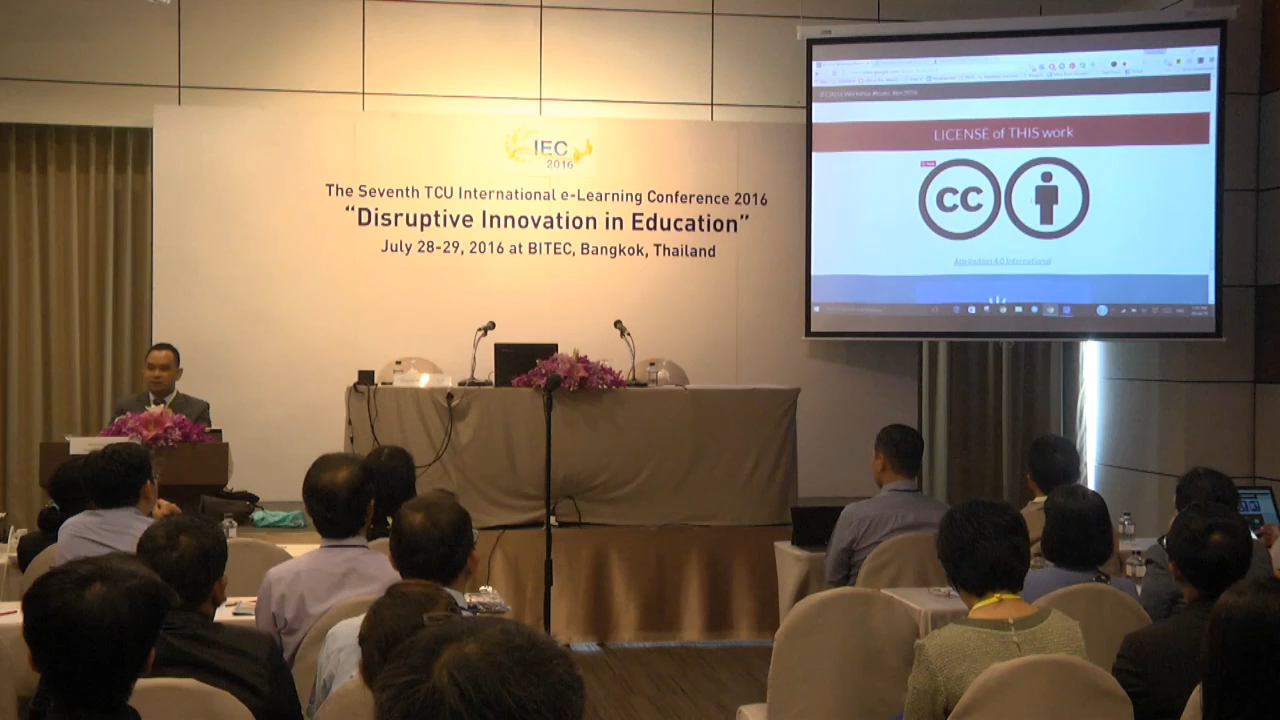 IEC
2016
The Seventh TCU International e-Learning Conference 2016
“Disruptive Innovation in Education”
July 28-29, 2016 at BITEC, Bangkok, Thailand
LICENSE of THIS work
CC
Attribution 4.0 International